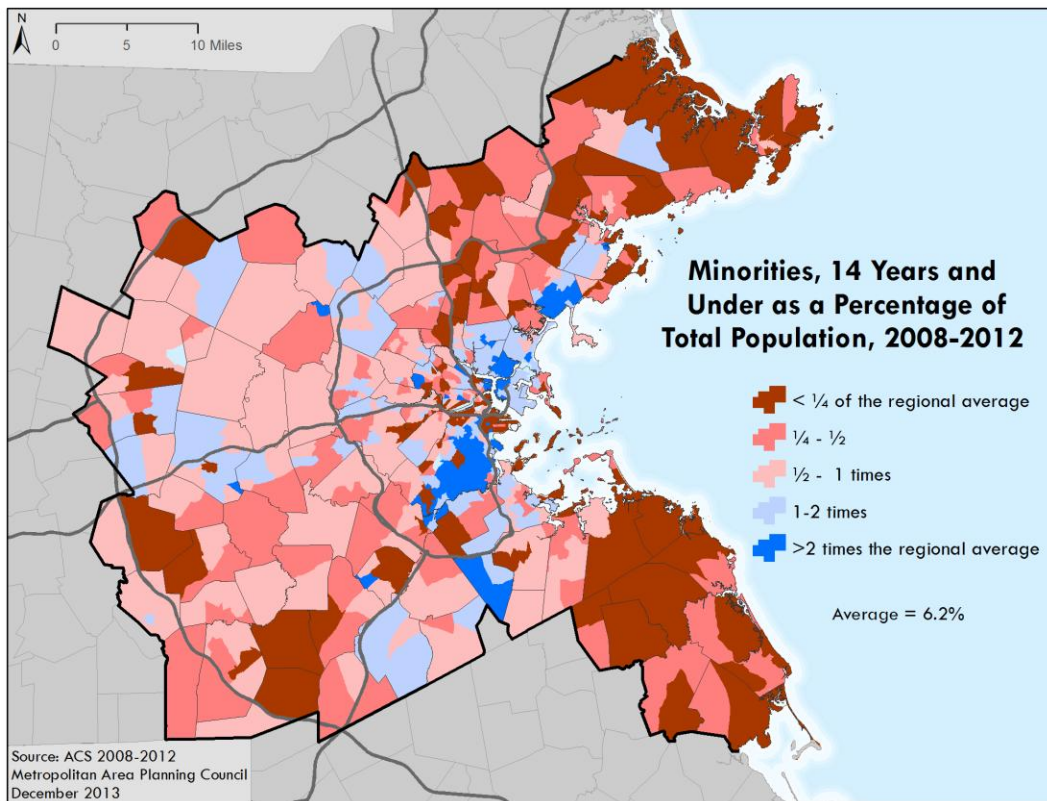 N
0 5 10 Miles
Minorities, 14 Years and
Under as a Percentage of
Total Population, 2008-2012
< ¼ of the regional average
¼ - ½
½ - 1 times
1-2 times
>2 times the regional average
Average = 6.2%
Source: ACS 2008-2012
Metropolitan Area Planning Council
December 2013